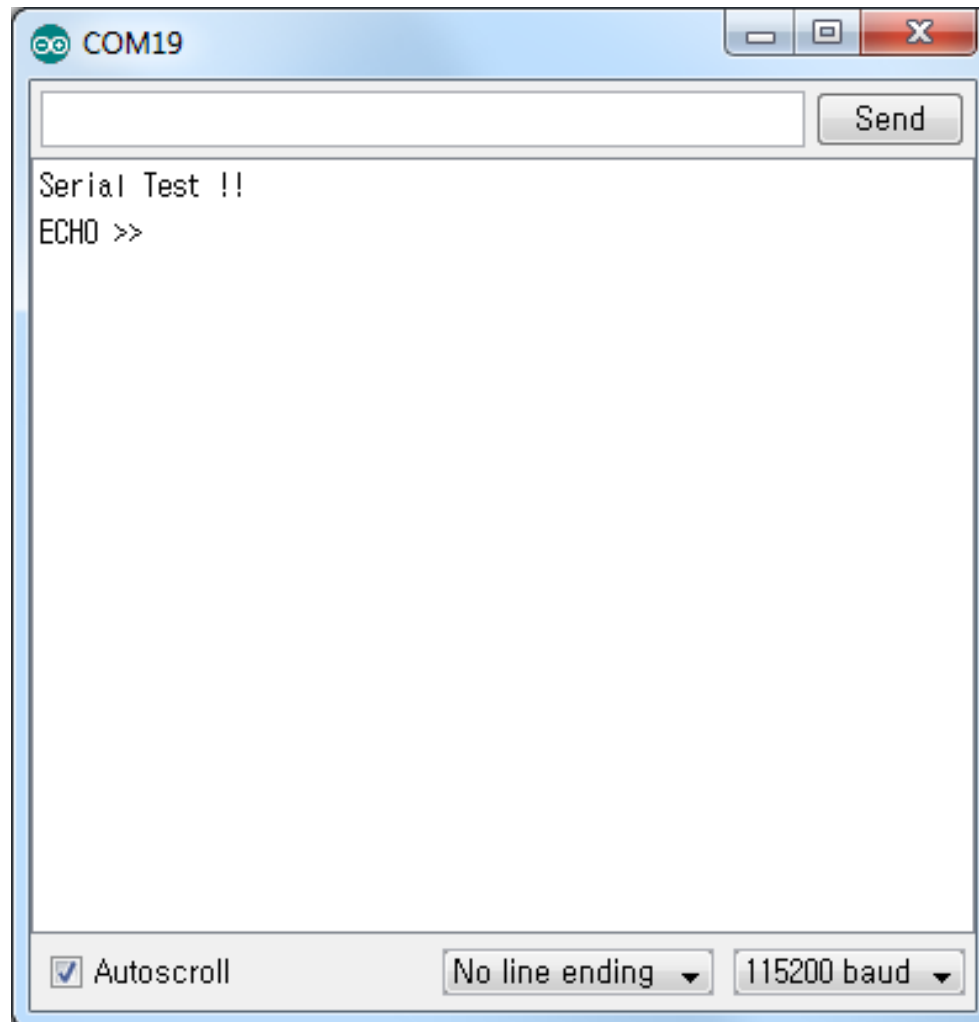 COM19
Send
Serial Test !!
ECHO >>
Autoscroll
No line ending
115200 baud